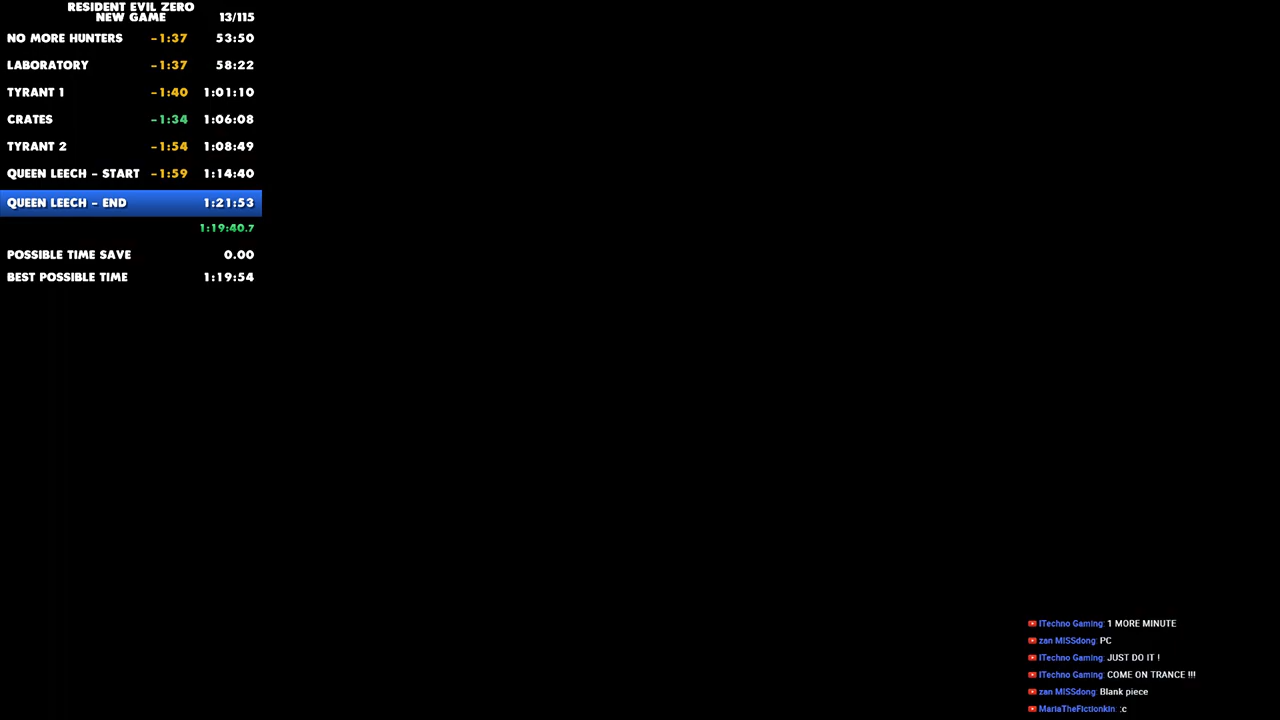 RESIDENT EVIL ZERO
NEW GAME 13/115
NO MORE HUNTERS -1:37 53:50
LABORATORY -1:37 58:22
TYRANT 1 -1:40 1:01:10
CRATES -1:34 1:06:08
TYRANT 2 -1:54 1:08:49
QUEEN LEECH - START -1:59 1:14:40
QUEEN LEECH - END 1:21:53
1:19:40.7
POSSIBLE TIME SAVE 0.00
BEST POSSIBLE TIME 1:19:54
ITechno Gaming: 1 MORE MINUTE
zan MISSdong: PC
ITechno Gaming: JUST DO IT !
ITechno Gaming: COME ON TRANCE !!!
zan MISSdong: Blank piece
MariaTheFictionkin: :c